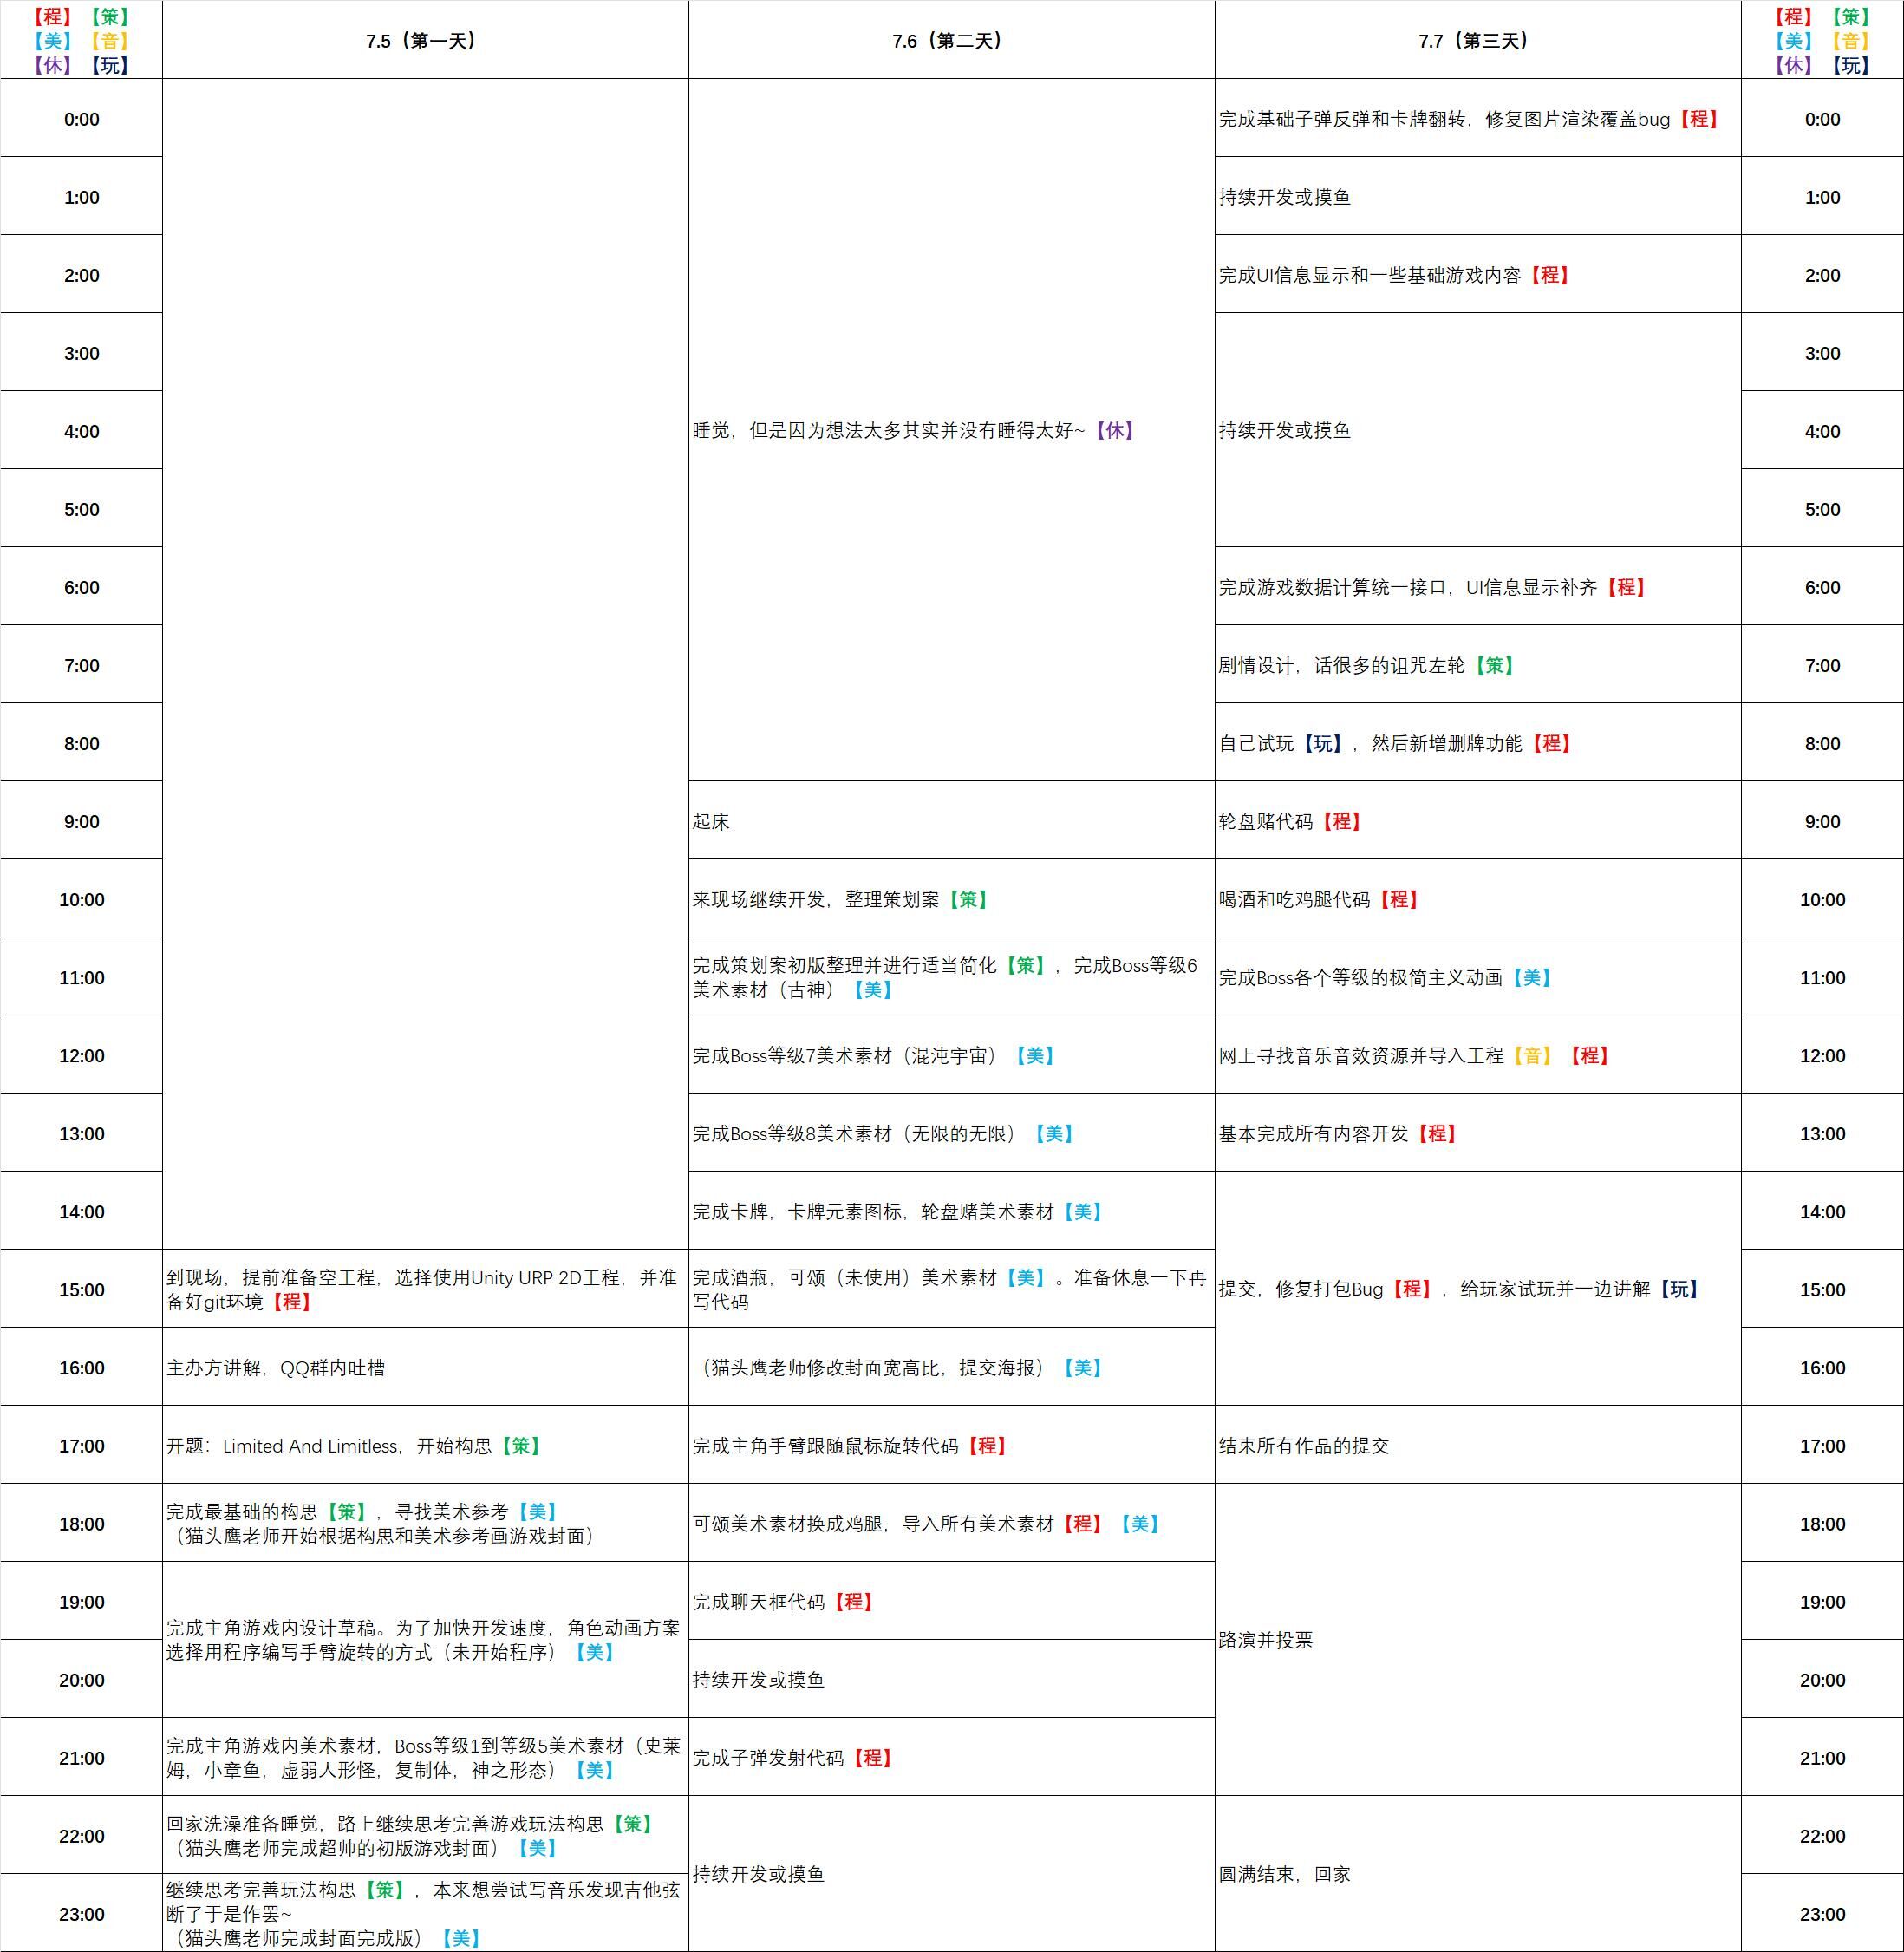 【程】【策】
【美】【音】
【休】【玩】
7.5（第一天）
7.6（第二天）
7.7（第三天）
【程】【策】
【美】【音】
【休】【玩】
0:00
完成基础子弹反弹和卡牌翻转，修复图片渲染覆盖bug【程】
0:00
1:00
持续开发或摸鱼
1:00
2:00
完成UI信息显示和一些基础游戏内容【程】
2:00
3:00
3:00
4:00
睡觉，但是因为想法太多其实并没有睡得太好~【休】
持续开发或摸鱼
4:00
5:00
5:00
6:00
完成游戏数据计算统一接口，UI信息显示补齐【程】
6:00
7:00
剧情设计，话很多的诅咒左轮【策】
7:00
8:00
自己试玩【玩】，然后新增删牌功能【程】
8:00
9:00
起床
轮盘赌代码【程】
9:00
10:00
来现场继续开发，整理策划案【策】
喝酒和吃鸡腿代码【程】
10:00
11:00
完成策划案初版整理并进行适当简化【策】，完成Boss等级6
美术素材（古神）【美】
完成Boss各个等级的极简主义动画【美】
11:00
12:00
完成Boss等级7美术素材（混沌宇宙）【美】
网上寻找音乐音效资源并导入工程【音】【程】
12:00
13:00
完成Boss等级8美术素材（无限的无限）【美】
基本完成所有内容开发【程】
13:00
14:00
完成卡牌，卡牌元素图标，轮盘赌美术素材【美】
14:00
15:00
到现场，提前准备空工程，选择使用Unity URP 2D工程，并准
备好git环境【程】
完成酒瓶，可颂（未使用）美术素材【美】。准备休息一下再
写代码
提交，修复打包Bug【程】，给玩家试玩并一边讲解【玩】
15:00
16:00
主办方讲解，QQ群内吐槽
（猫头鹰老师修改封面宽高比，提交海报）【美】
16:00
17:00
开题：Limited And Limitless，开始构思【策】
完成主角手臂跟随鼠标旋转代码【程】
结束所有作品的提交
17:00
18:00
完成最基础的构思【策】，寻找美术参考【美】
（猫头鹰老师开始根据构思和美术参考画游戏封面）
可颂美术素材换成鸡腿，导入所有美术素材【程】【美】
18:00
19:00
完成主角游戏内设计草稿。为了加快开发速度，角色动画方案
选择用程序编写手臂旋转的方式（未开始程序）【美】
完成聊天框代码【程】
19:00
路演并投票
20:00
持续开发或摸鱼
20:00
21:00
完成主角游戏内美术素材，Boss等级1到等级5美术素材（史莱
姆，小章鱼，虚弱人形怪，复制体，神之形态）【美】
完成子弹发射代码【程】
21:00
22:00
回家洗澡准备睡觉，路上继续思考完善游戏玩法构思【策】
（猫头鹰老师完成超帅的初版游戏封面）【美】
持续开发或摸鱼
圆满结束，回家
22:00
23:00
继续思考完善玩法构思【策】，本来想尝试写音乐发现吉他弦
断了于是作罢~
（猫头鹰老师完成封面完成版）【美】
23:00